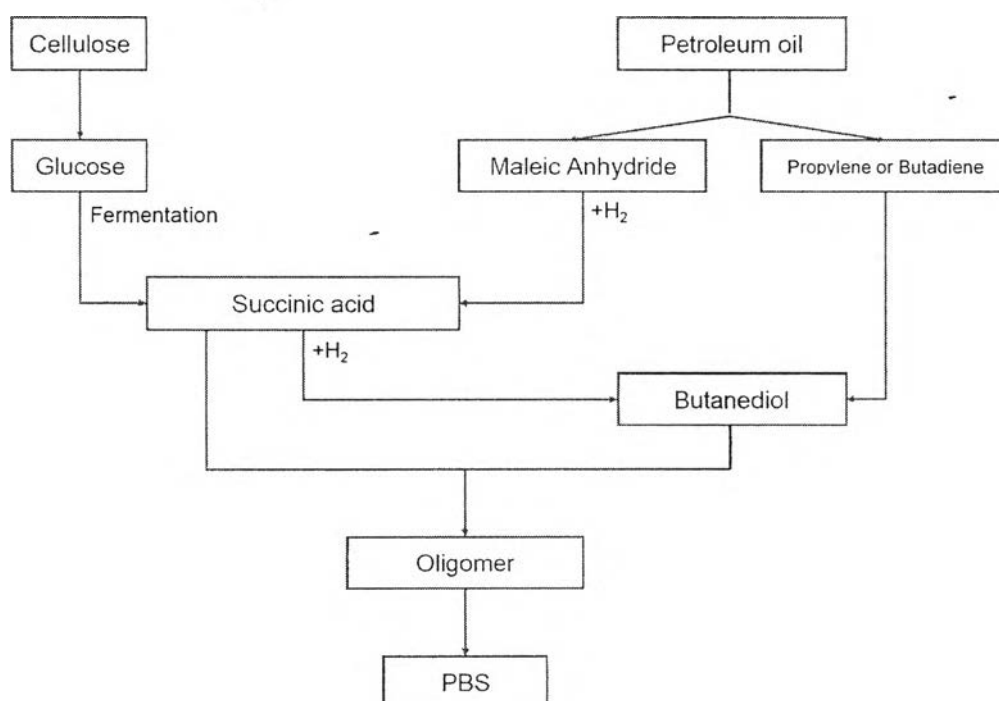 Cellulose
Petroleum oil
Glucose
Maleic Anhydride
Propylene or Butadiene
Fermentation
+H₂
Succinic acid
+H₂
Butanediol
Oligomer
PBS